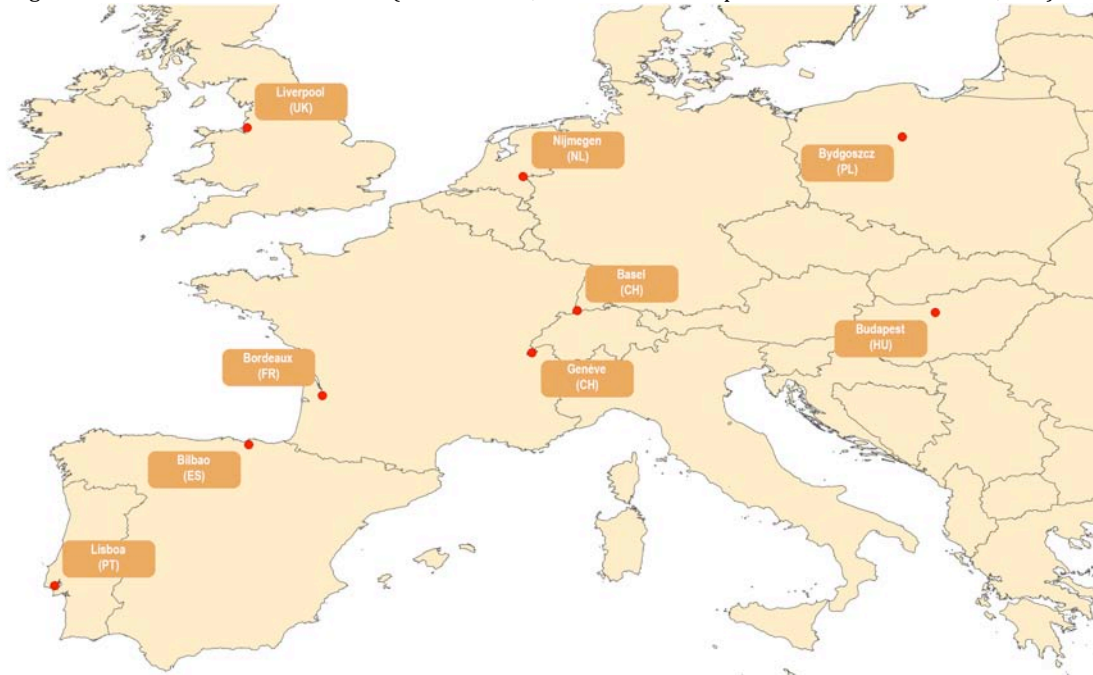 Liverpool
(UK)
Nijmegen
(NL)
Bydgoszcz
(PL)
Basel
(CH)
Budapest
(HU)
Bordeaux
(FR)
Genève
(CH)
Bilbao
(ES)
Lisboa
(PT)